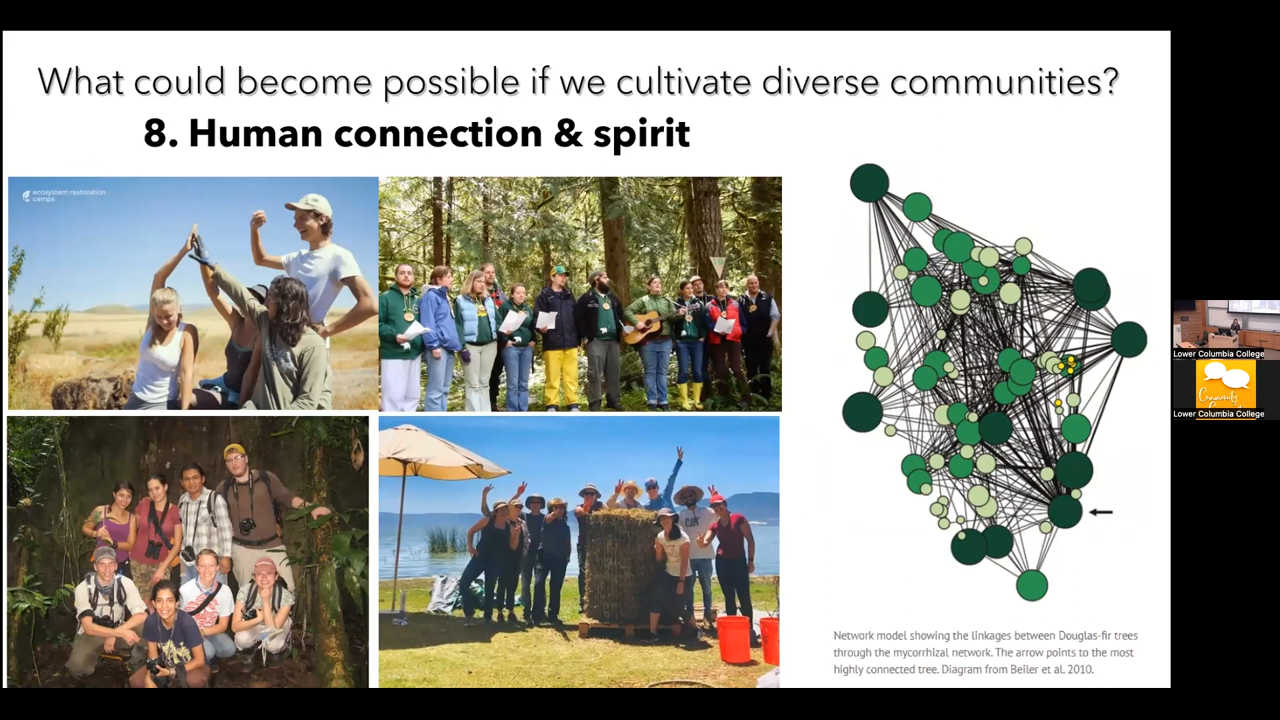 What could become possible if we cultivate diverse communities?
8. Human connection & spirit
ecosystem restoration
camps
Network model showing the linkages between Douglas-fir trees
through the mycorrhizal network. The arrow points to the most
highly connected tree. Diagram from Beiler et al. 2010.
Lower Columbia College
Community
Lower Columbia College